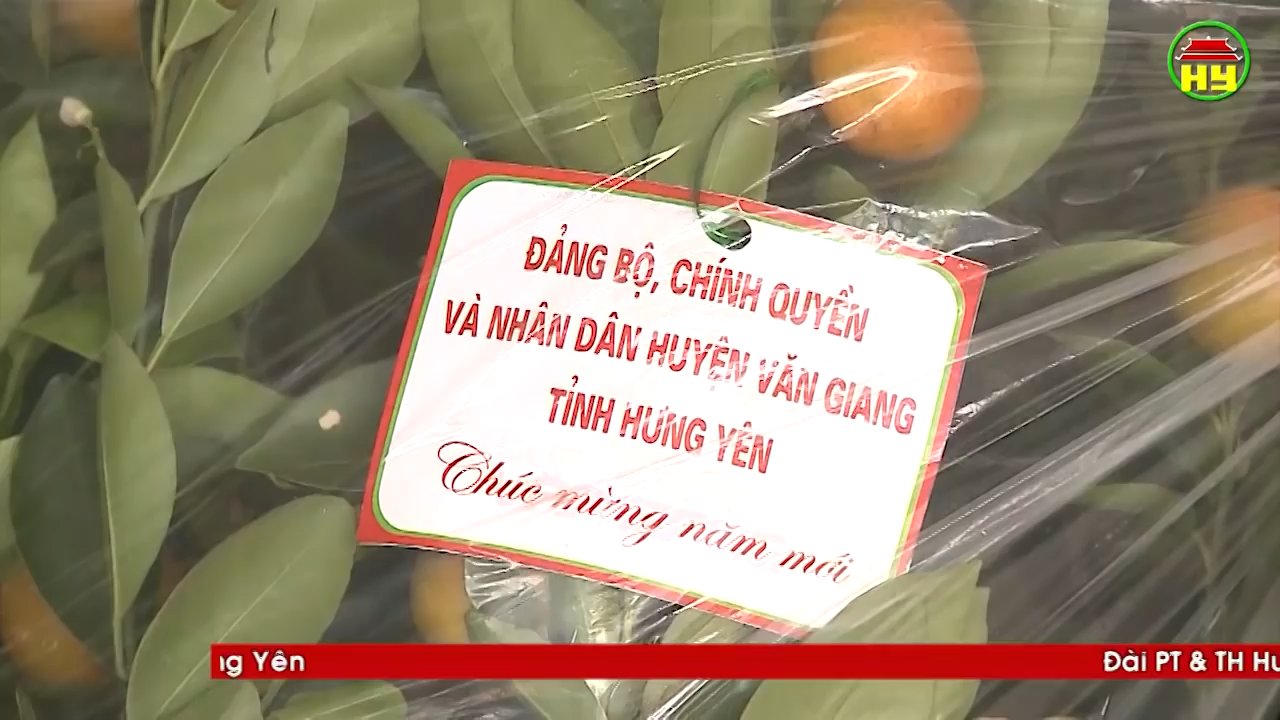 HY
ĐẢNG BỘ, CHÍNH QUYỀN
VÀ NHÂN DÂN HUYỆN VĂN GIANG
TỈNH HƯNG YÊN
Chúc mừng năm mới
ng Yên
Đài PT & TH Hư